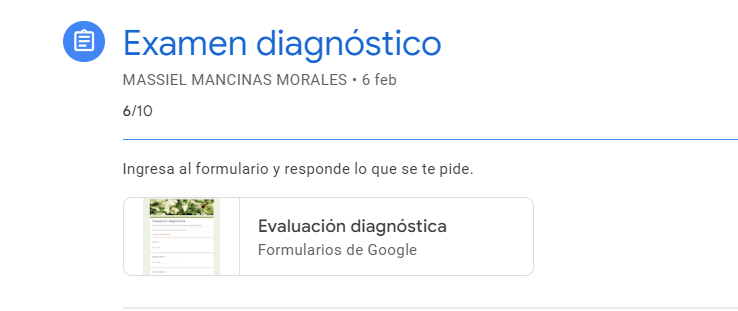 Examen diagnóstico
MASSIEL MANCINAS MORALES • 6 feb
6/10
Ingresa al formulario y responde lo que se te pide.
Evaluación diagnóstica
Formularios de Google